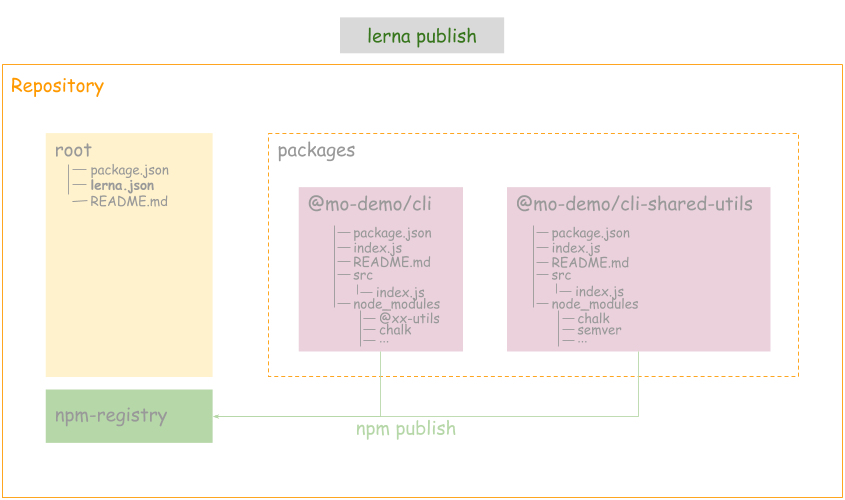 lerna publish
Repository
root
package.json
lerna.json
README.md
packages
@mo-demo/cli
package.json
index.js
README.md
src
index.js
node_modules
@xx-utils
chalk
...
@mo-demo/cli-shared-utils
package.json
index.js
README.md
src
index.js
node_modules
chalk
semver
...
npm-registry
npm publish